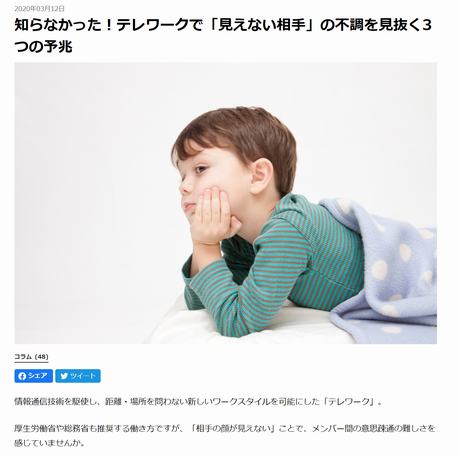 2020年03月12日
知らなかった！テレワークで「見えない相手」の不調を見抜く3
つの予兆
コラム (48)
シェア
ツイート
情報通信技術を駆使し、距離・場所を問わない新しいワークスタイルを可能にした「テレワーク」。
厚生労働省や総務省も推奨する働き方ですが、「相手の顔が見えない」ことで、メンバー間の意思疎通の難しさを
感じていませんか。